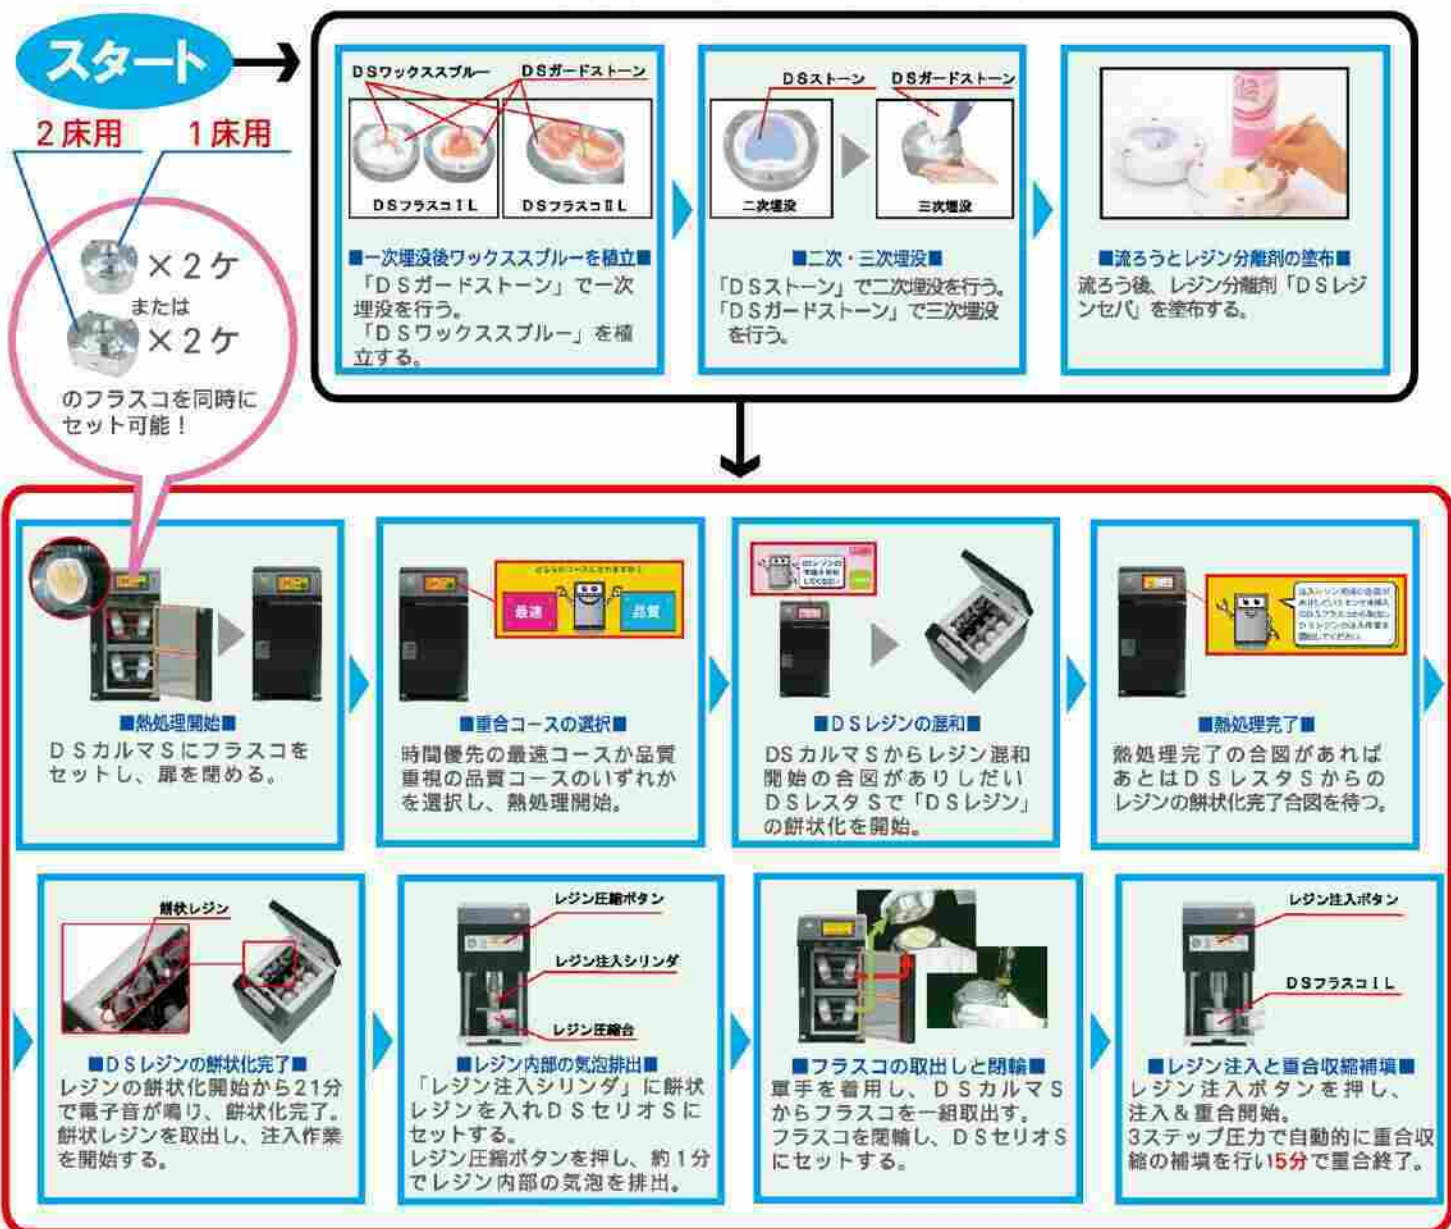 スタート
2床用
1床用
×2ケ
または
×2ケ
のフラスコを同時に
セット可能！
DSワックススプルー
DSガードストーン
DSフラスコⅠL
DSフラスコⅡL
■一次埋没後ワックススプルーを植立■
「DSガードストーン」で一次
埋没を行う。
「DSワックススプルー」を植
立する。
DSストーン
DSガードストーン
二次埋没
三次埋没
■二次・三次埋没■
「DSストーン」で二次埋没を行う。
「DSガードストーン」で三次埋没
を行う。
■流ろうとレジン分離剤の塗布■
流ろう後、レジン分離剤「DSレジ
ンセパ」を塗布する。
■熱処理開始■
DSカルマSにフラスコを
セットし、扉を閉める。
どちらのコースにされますか？
最速
品質
■重合コースの選択■
時間優先の最速コースか品質
重視の品質コースのいずれか
を選択し、熱処理開始。
DSレジンの
準備を開始
してください
■DSレジンの混和■
DSカルマSからレジン混和
開始の合図がありしだい
DSレスタSで「DSレジン」
の餅状化を開始。
■熱処理完了■
熱処理完了の合図があれば
あとはDSレスタSからの
レジンの餅状化完了合図を待つ。
餅状レジン
■DSレジンの餅状化完了■
レジンの餅状化開始から21分
で電子音が鳴り、餅状化完了。
餅状レジンを取出し、注入作業
を開始する。
レジン圧縮ボタン
レジン注入シリンダ
レジン圧縮台
■レジン内部の気泡排出■
「レジン注入シリンダ」に餅状
レジンを入れDSセリオSに
セットする。
レジン圧縮ボタンを押し、約1分
でレジン内部の気泡を排出。
■フラスコの取出しと閉輪■
軍手を着用し、DSカルマS
からフラスコを一組取出す。
フラスコを閉輪し、DSセリオS
にセットする。
レジン注入ボタン
DSフラスコⅠL
■レジン注入と重合収縮補填■
レジン注入ボタンを押し、
注入＆重合開始。
3ステップ圧力で自動的に重合収
縮の補填を行い5分で重合終了。